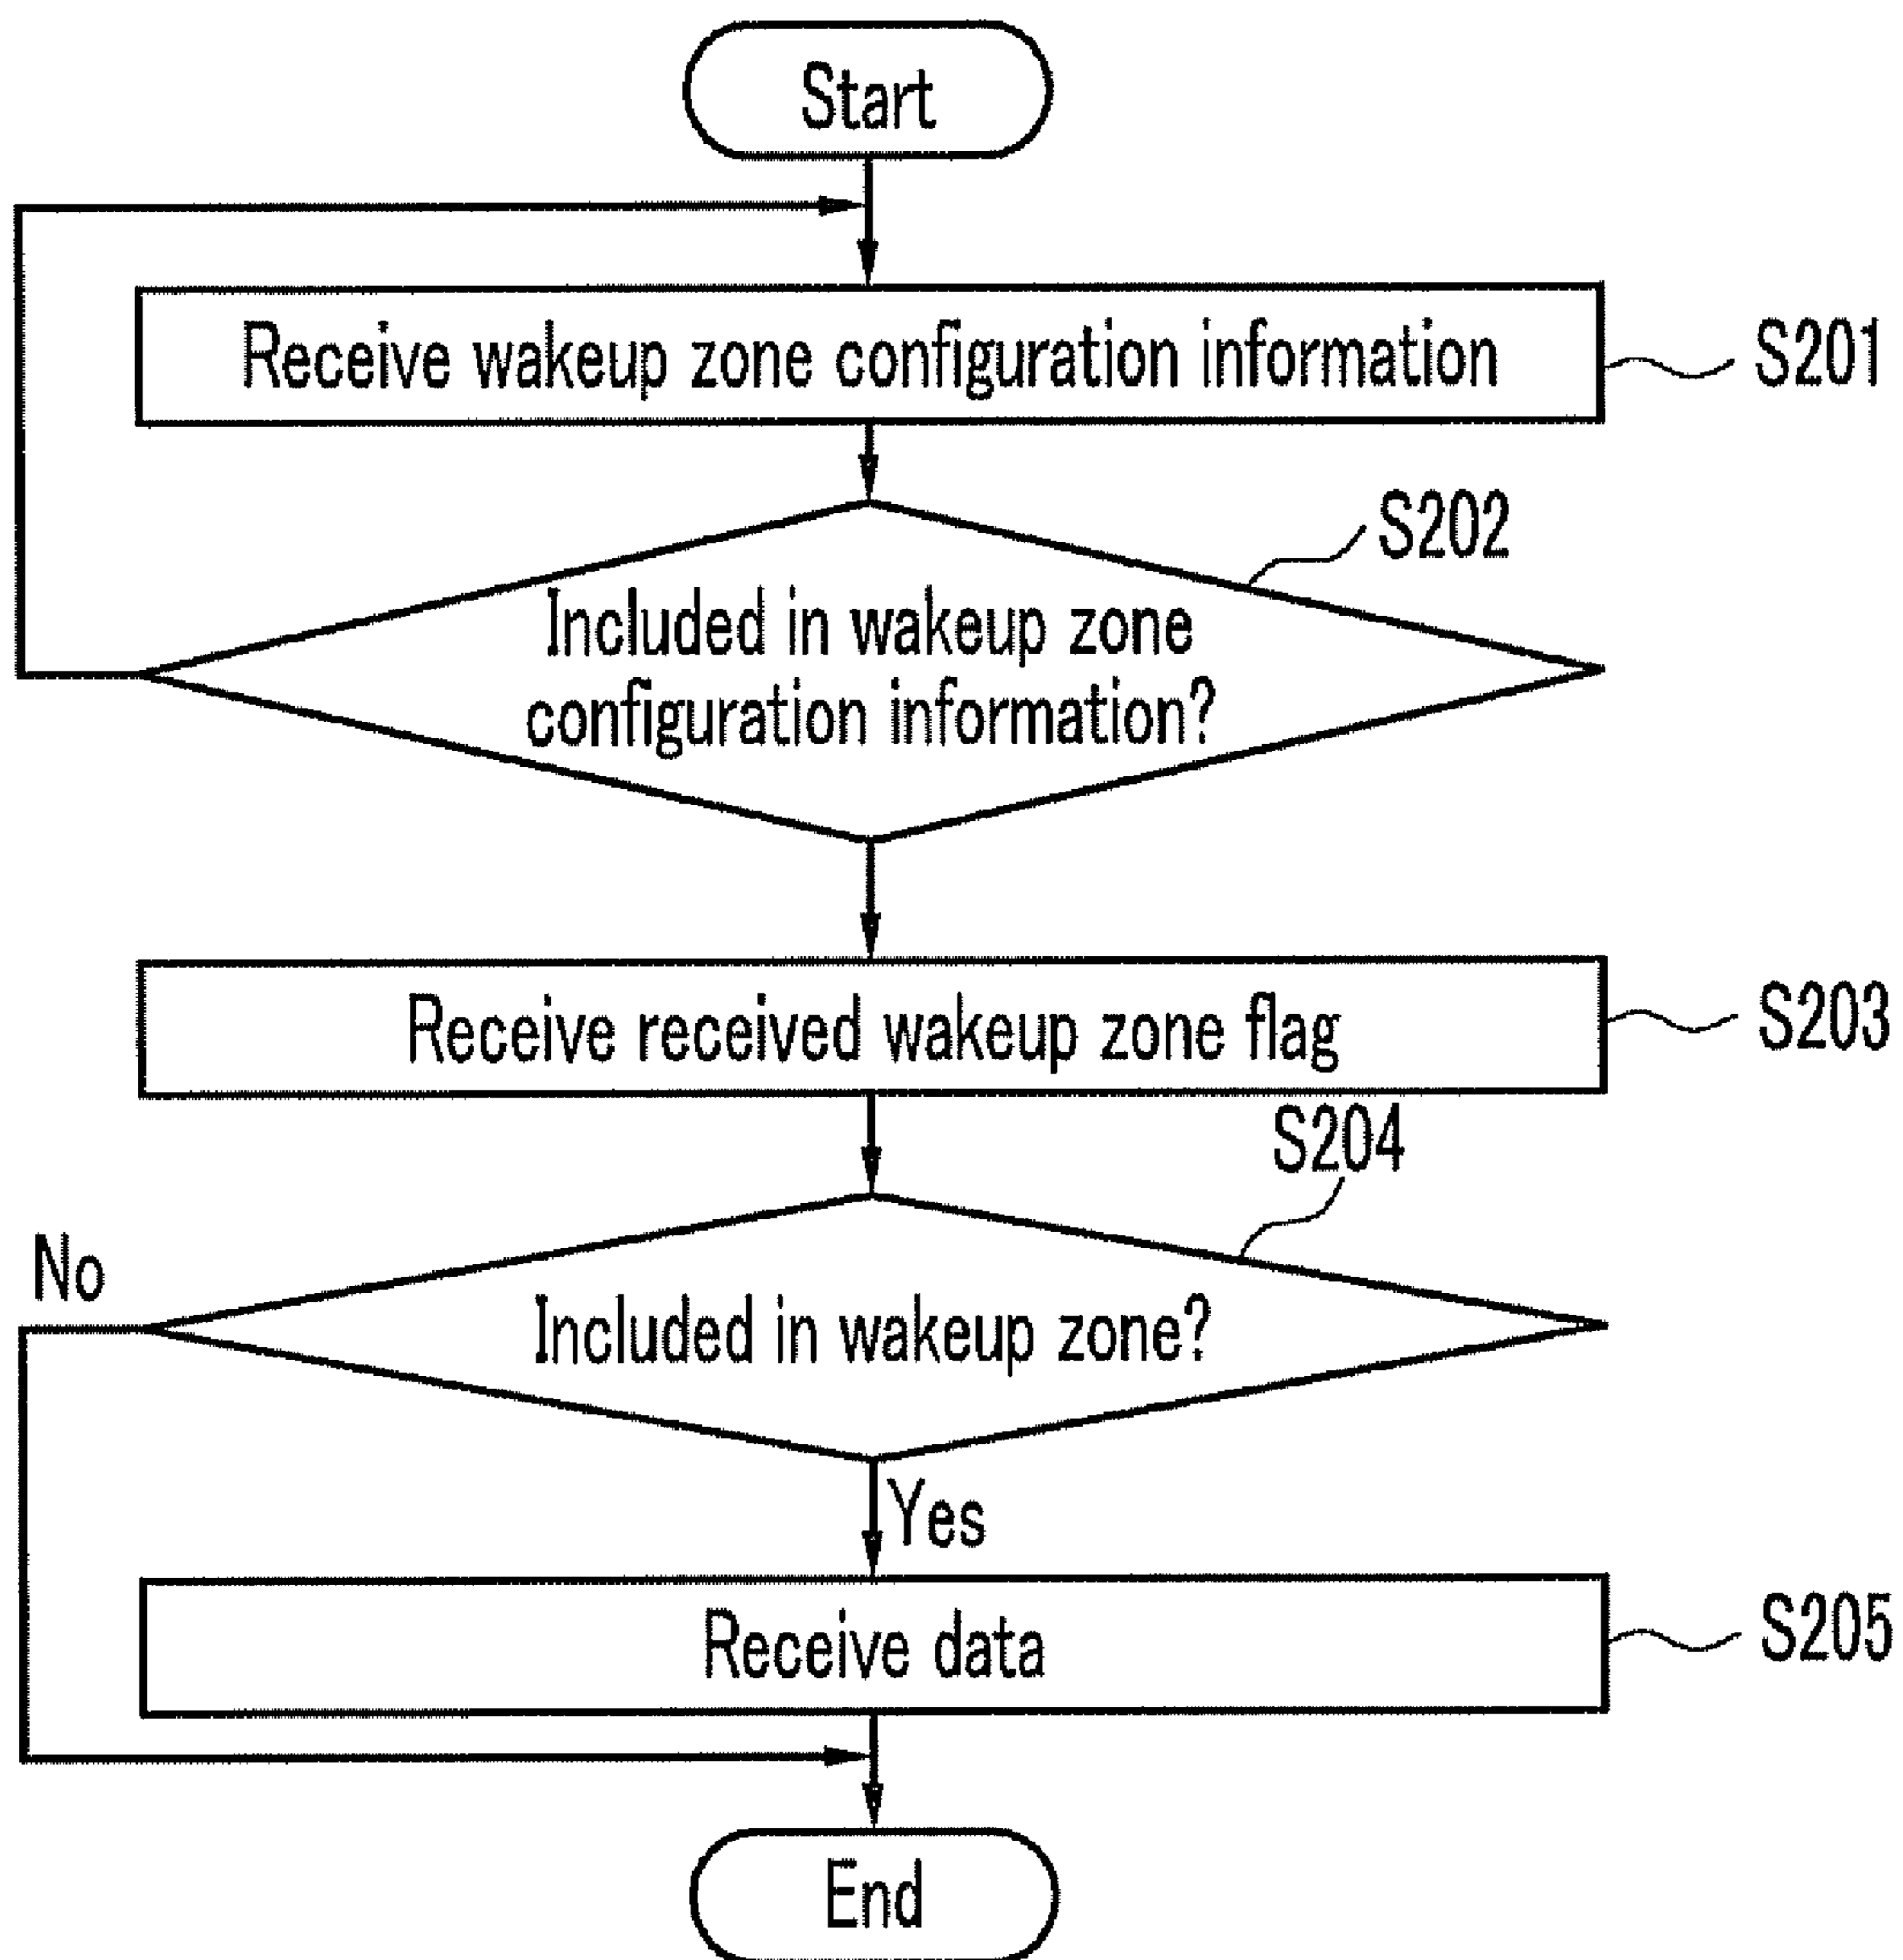 Start
Receive wakeup zone configuration information
S201
S202
Included in wakeup zone
configuration information?
Receive received wakeup zone flag
S203
S204
No
Included in wakeup zone?
Yes
Receive data
S205
End